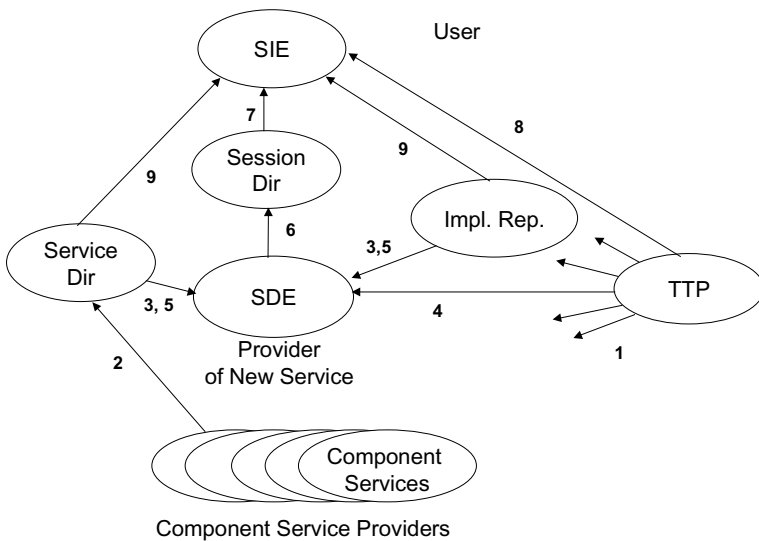 User
SIE
8
7
9
9
Session
Dir
Impl. Rep.
6
3,5
Service
Dir
TTP
3, 5
SDE
4
Provider
of New Service
1
2
Component
Services
Component Service Providers